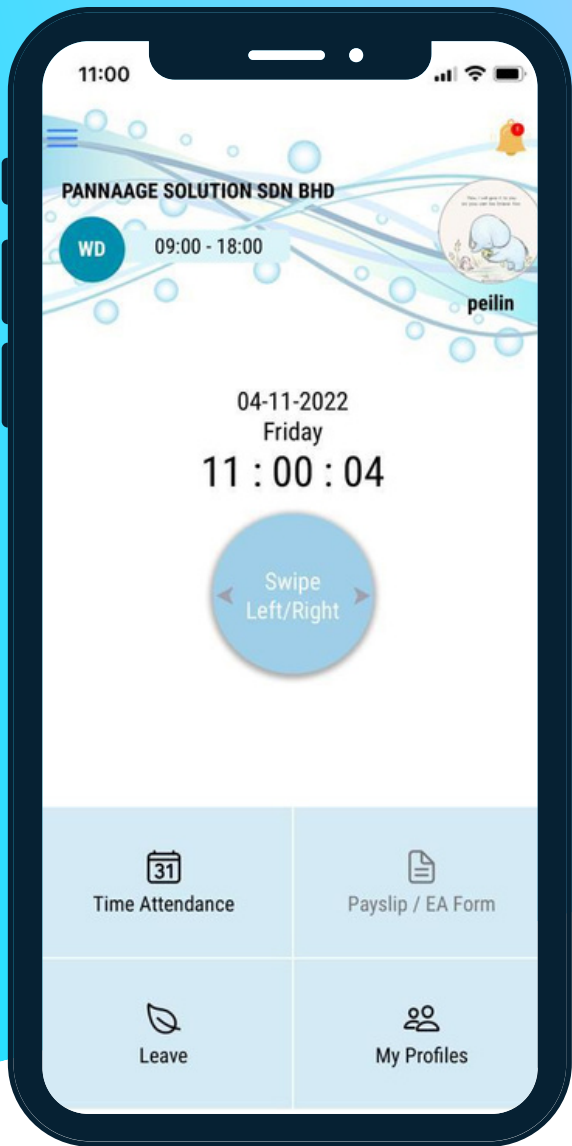 11:00
PANNAAGE SOLUTION SDN BHD
WD
09:00 - 18:00
peilin
04-11-2022
Friday
11 : 00 : 04
Swipe
Left/Right
31
Time Attendance
Payslip / EA Form
Leave
My Profiles